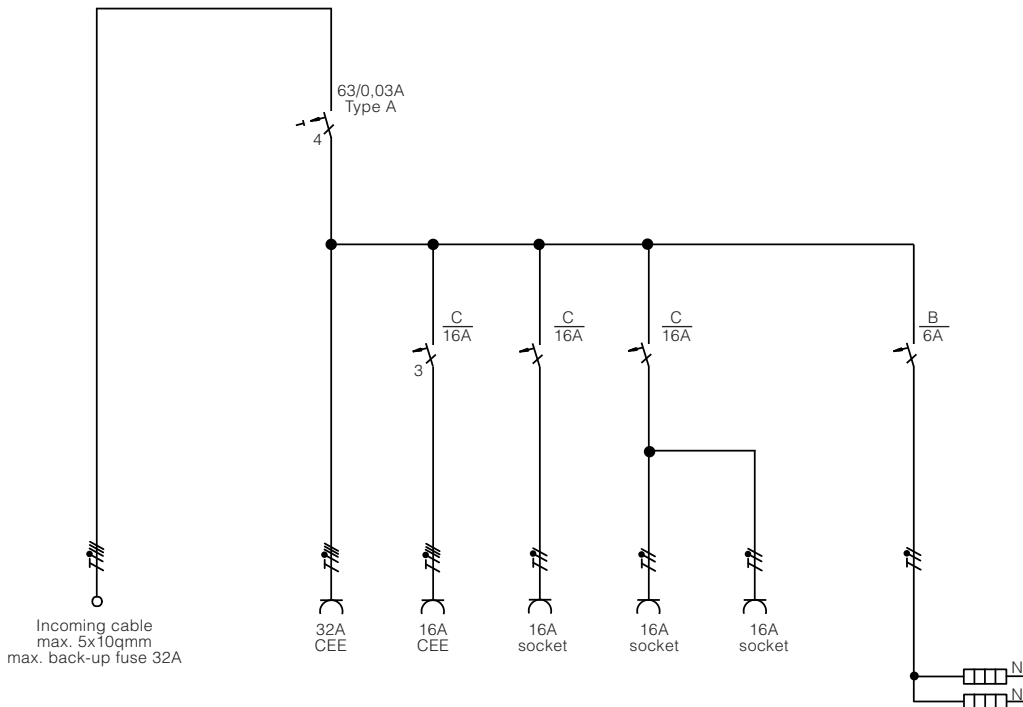 63/0,03A
Type A
4
C
16A
C
16A
C
16A
B
6A
3
Incoming cable
max. 5x10qmm
max. back-up fuse 32A
32A
CEE
16A
CEE
16A
socket
16A
socket
16A
socket
N
N